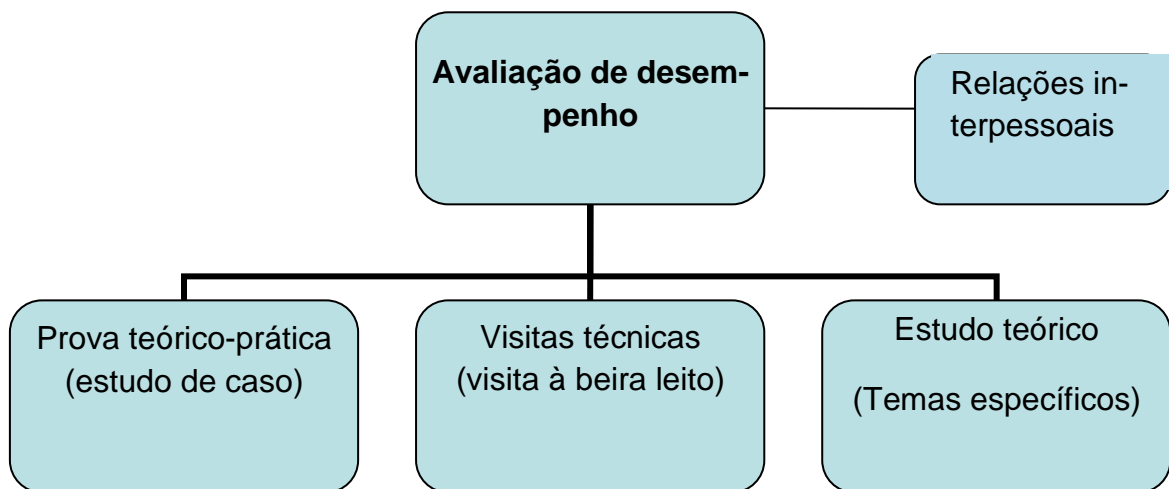 Avaliação de desem-
penho
Relações in-
terpessoais
Prova teórico-prática
(estudo de caso)
Visitas técnicas
(visita à beira leito)
Estudo teórico
(Temas específicos)